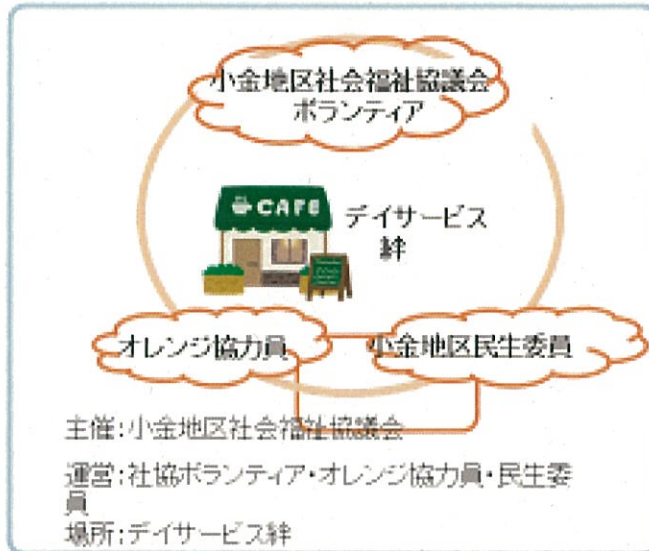 小金地区社会福祉協議会
ボランティア
CAFE
デイサービス
絆
オレンジ協力員
小金地区民生委員
主催:小金地区社会福祉協議会
運営:社協ボランティア・オレンジ協力員・民生委
員
場所:デイサービス絆